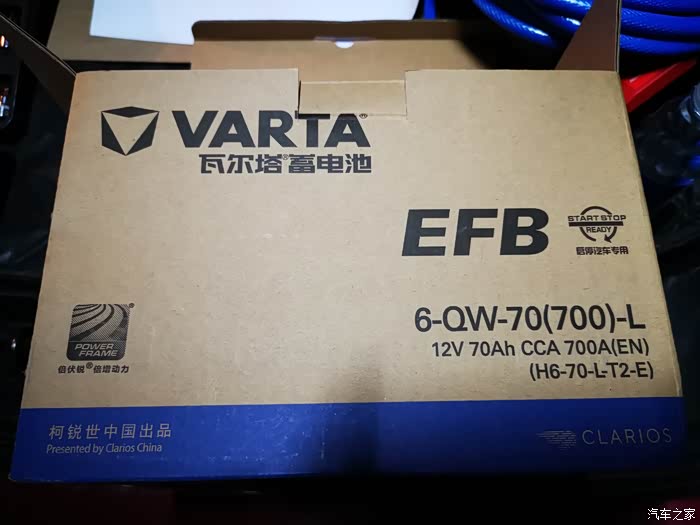 VARTA®
瓦尔塔®蓄电池
EFB
START STOP
READY
启停汽车专用
6-QW-70(700)-L
12V 70Ah CCA 700A(EN)
(H6-70-L-T2-E)
POWER
FRAME
倍伏锐®倍增动力
柯锐世中国出品
Presented by Clarios China
CLARIOS
汽车之家